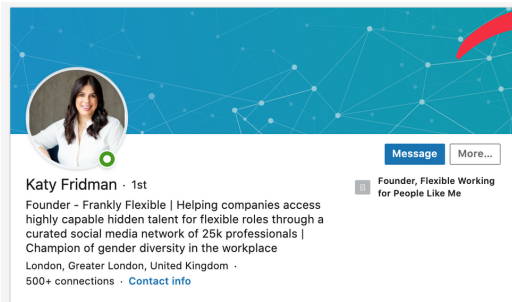 Message
More...
Katy Fridman · 1st
Founder - Frankly Flexible | Helping companies access
highly capable hidden talent for flexible roles through a
curated social media network of 25k professionals |
Champion of gender diversity in the workplace
London, Greater London, United Kingdom ·
500+ connections · Contact info
Founder, Flexible Working
for People Like Me